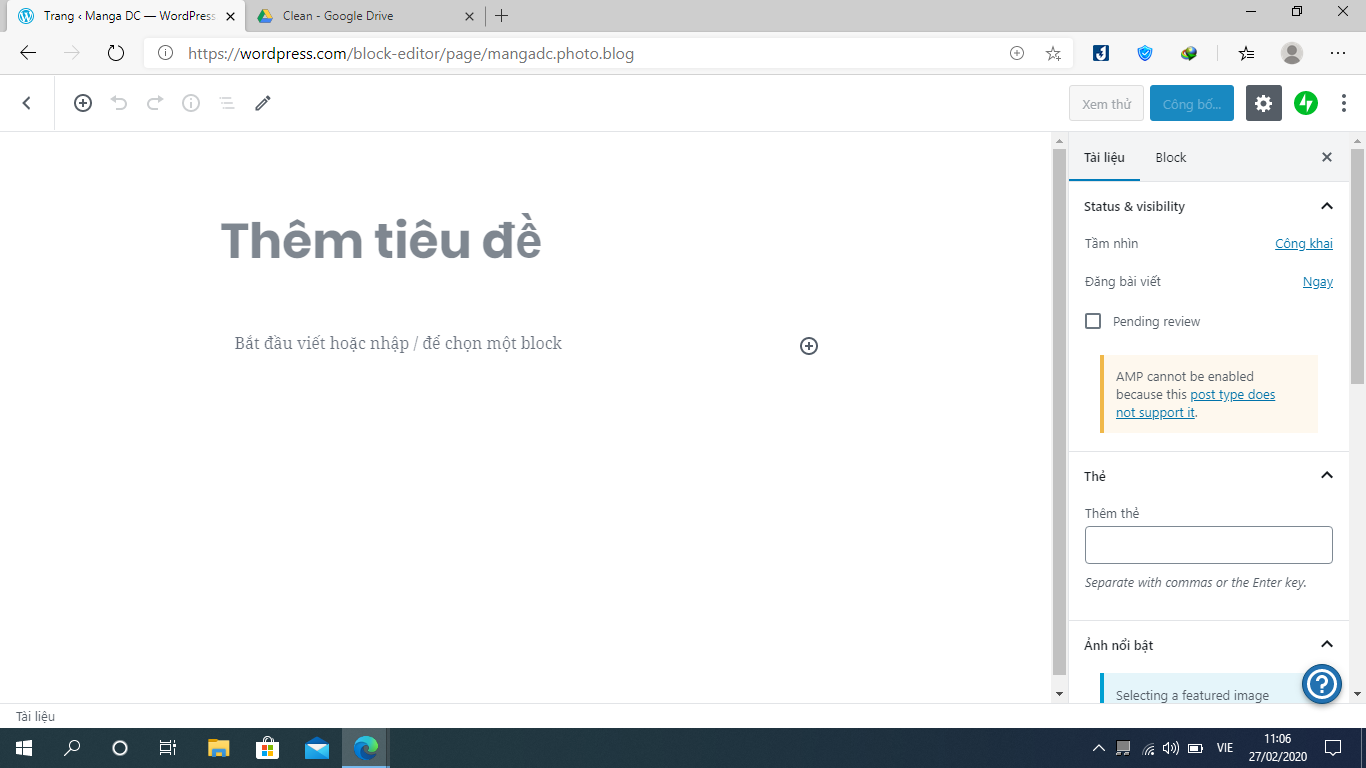 Trang ‹ Manga DC — WordPress
Clean - Google Drive
https://wordpress.com/block-editor/page/mangadc.photo.blog
Xem thử
Công bố...
Thêm tiêu đề
Bắt đầu viết hoặc nhập / để chọn một block
Tài liệu
Block
Status & visibility
Tầm nhìn
Công khai
Đăng bài viết
Ngay
Pending review
AMP cannot be enabled
because this post type does
not support it.
Thẻ
Thêm thẻ
Separate with commas or the Enter key.
Ảnh nổi bật
Selecting a featured image
Tài liệu
VIE
11:06
27/02/2020